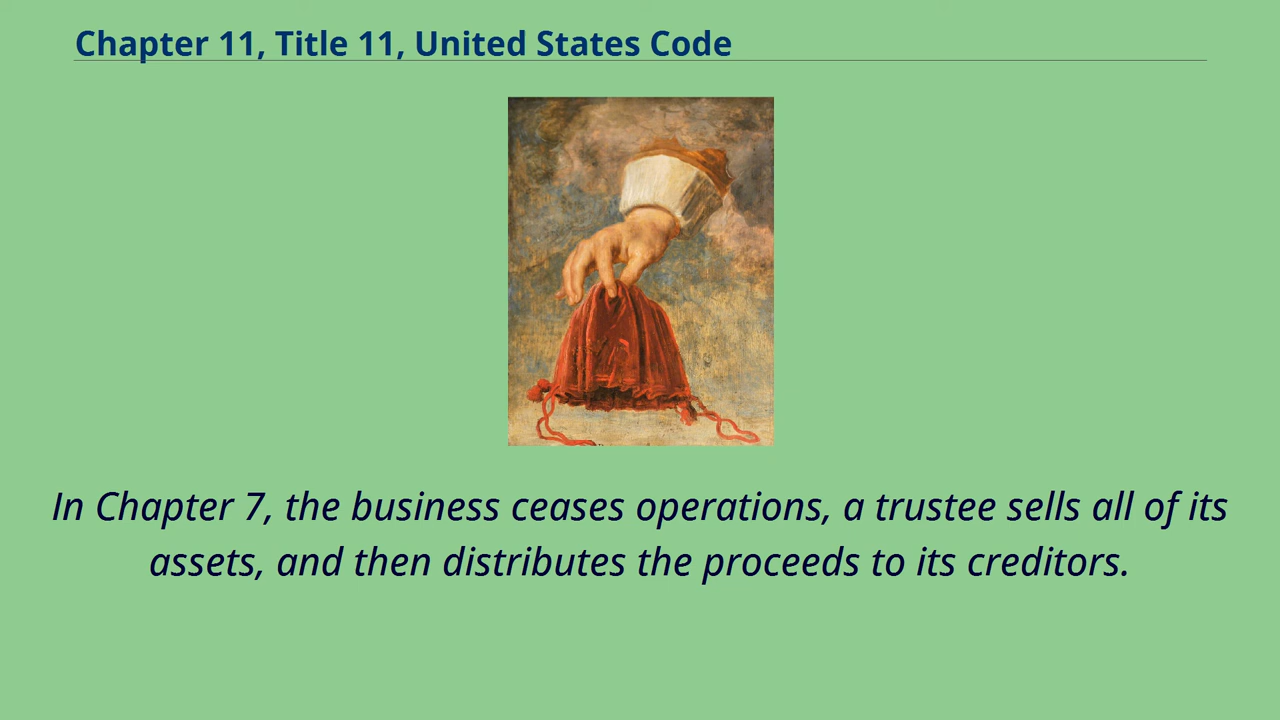 Chapter 11, Title 11, United States Code
In Chapter 7, the business ceases operations, a trustee sells all of its
assets, and then distributes the proceeds to its creditors.